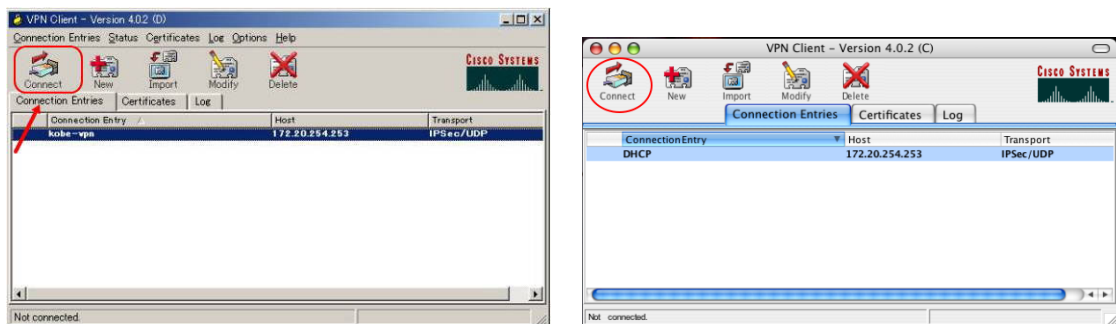 VPN Client - Version 4.0.2 (D)
Connection Entries Status Certificates Log Options Help
Connect New Import Modify Delete
CISCO SYSTEMS
Connection Entries Certificates Log
Connection Entry Host Transport
kobe-vpn 172.20.254.253 IPSec/UDP
Not connected.
VPN Client - Version 4.0.2 (C)
Connect New Import Modify Delete
CISCO SYSTEMS
Connection Entries Certificates Log
ConnectionEntry Host Transport
DHCP 172.20.254.253 IPSec/UDP
Not connected.